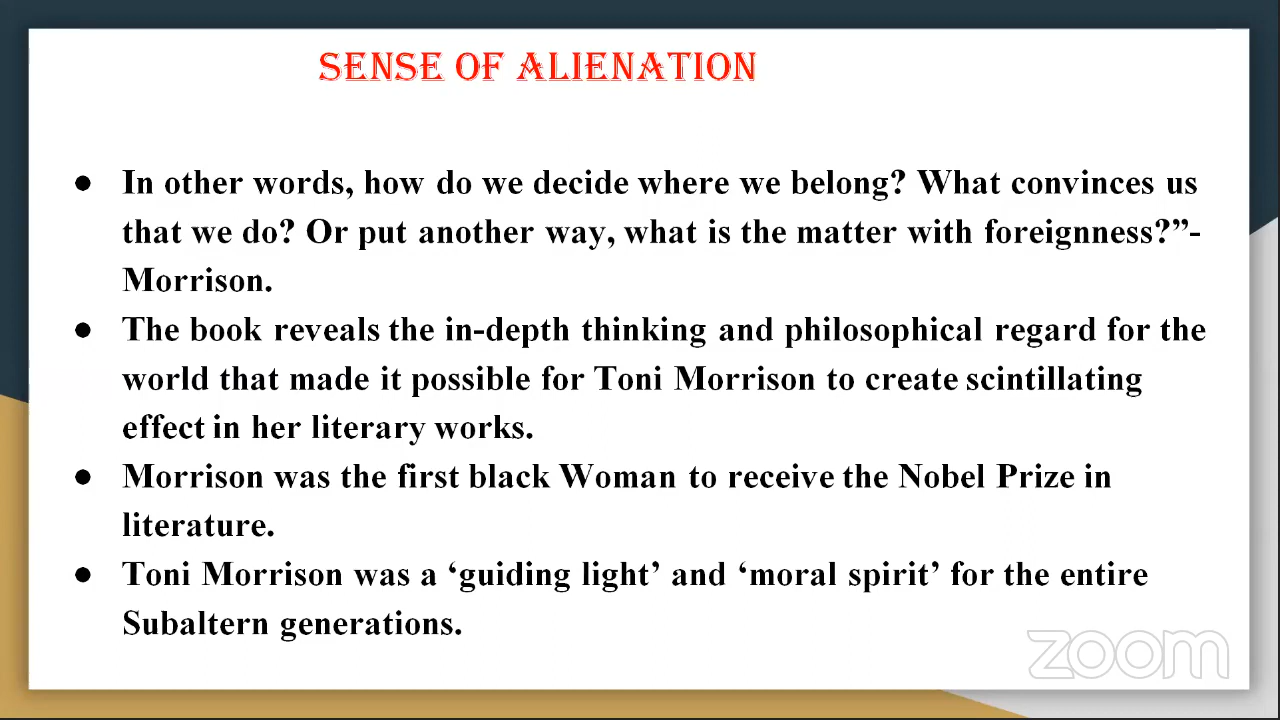 SENSE OF ALIENATION
● In other words, how do we decide where we belong? What convinces us
that we do? Or put another way, what is the matter with foreignness?”-
Morrison.
● The book reveals the in-depth thinking and philosophical regard for the
world that made it possible for Toni Morrison to create scintillating
effect in her literary works.
● Morrison was the first black Woman to receive the Nobel Prize in
literature.
● Toni Morrison was a ‘guiding light’ and ‘moral spirit’ for the entire
Subaltern generations.
zoom